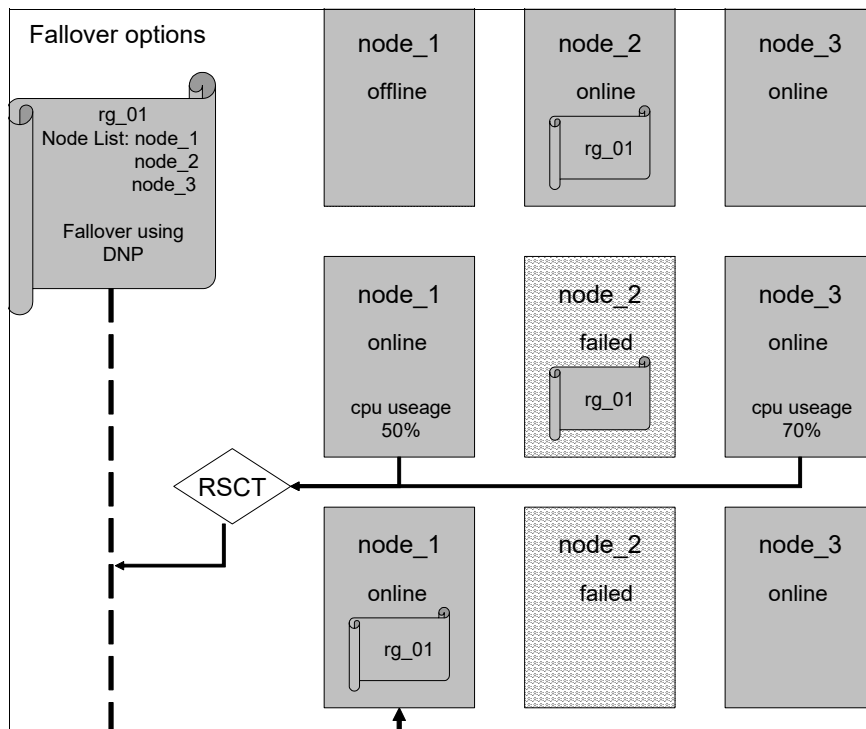 Fallover options
rg_01
Node List: node_1
node_2
node_3
Fallover using
DNP
node_1
offline
node_2
online
rg_01
node_3
online
node_1
online
cpu useage
50%
node_2
failed
rg_01
node_3
online
cpu useage
70%
RSCT
node_1
online
rg_01
node_2
failed
node_3
online